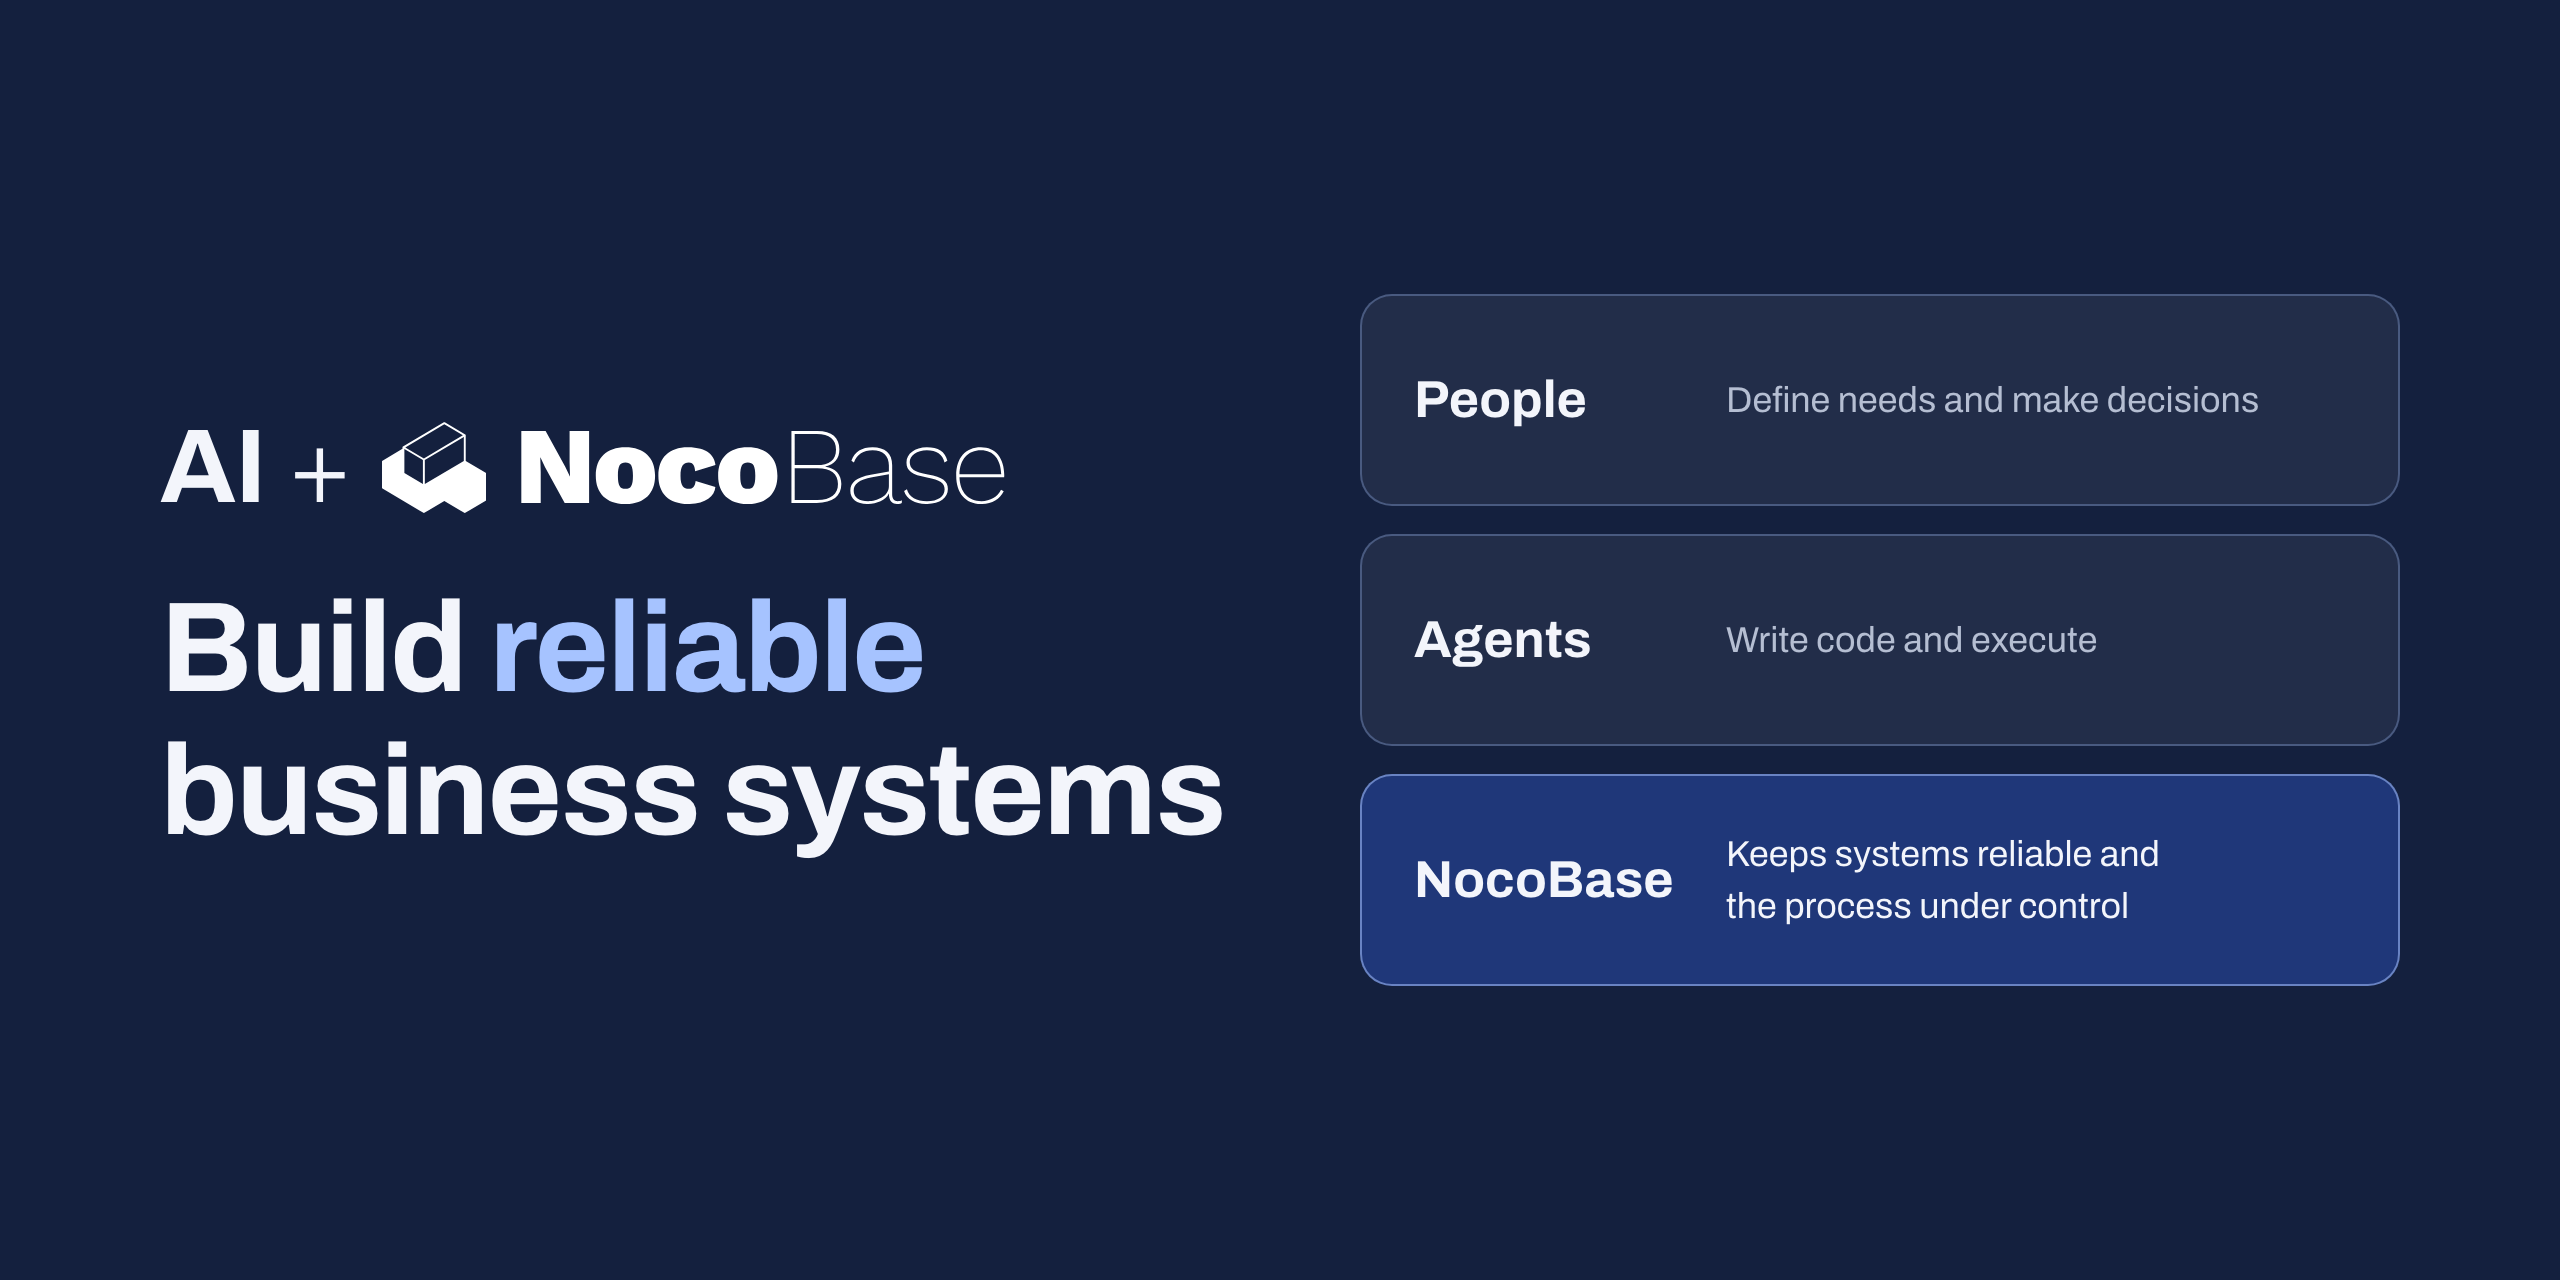 AI + NocoBase
Build reliable
business systems
People
Define needs and make decisions
Agents
Write code and execute
NocoBase
Keeps systems reliable and
the process under control